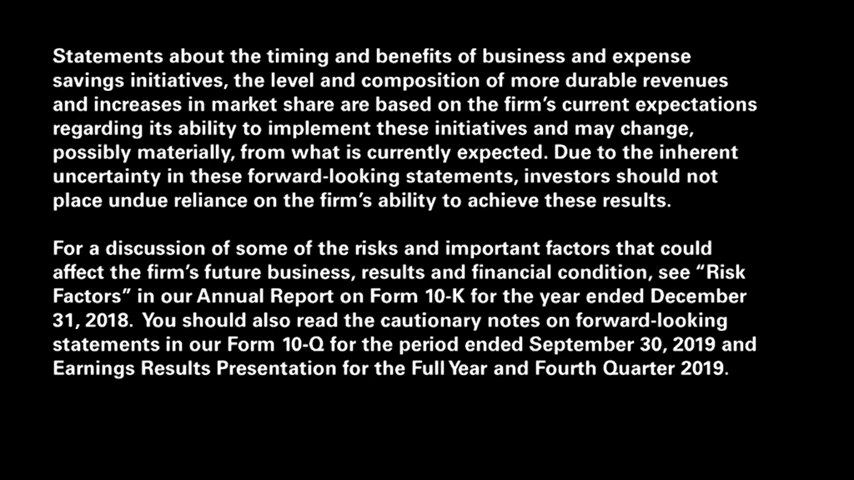 Statements about the timing and benefits of business and expense
savings initiatives, the level and composition of more durable revenues
and increases in market share are based on the firm’s current expectations
regarding its ability to implement these initiatives and may change,
possibly materially, from what is currently expected. Due to the inherent
uncertainty in these forward-looking statements, investors should not
place undue reliance on the firm’s ability to achieve these results.
For a discussion of some of the risks and important factors that could
affect the firm’s future business, results and financial condition, see “Risk
Factors” in our Annual Report on Form 10-K for the year ended December
31, 2018. You should also read the cautionary notes on forward-looking
statements in our Form 10-Q for the period ended September 30, 2019 and
Earnings Results Presentation for the Full Year and Fourth Quarter 2019.